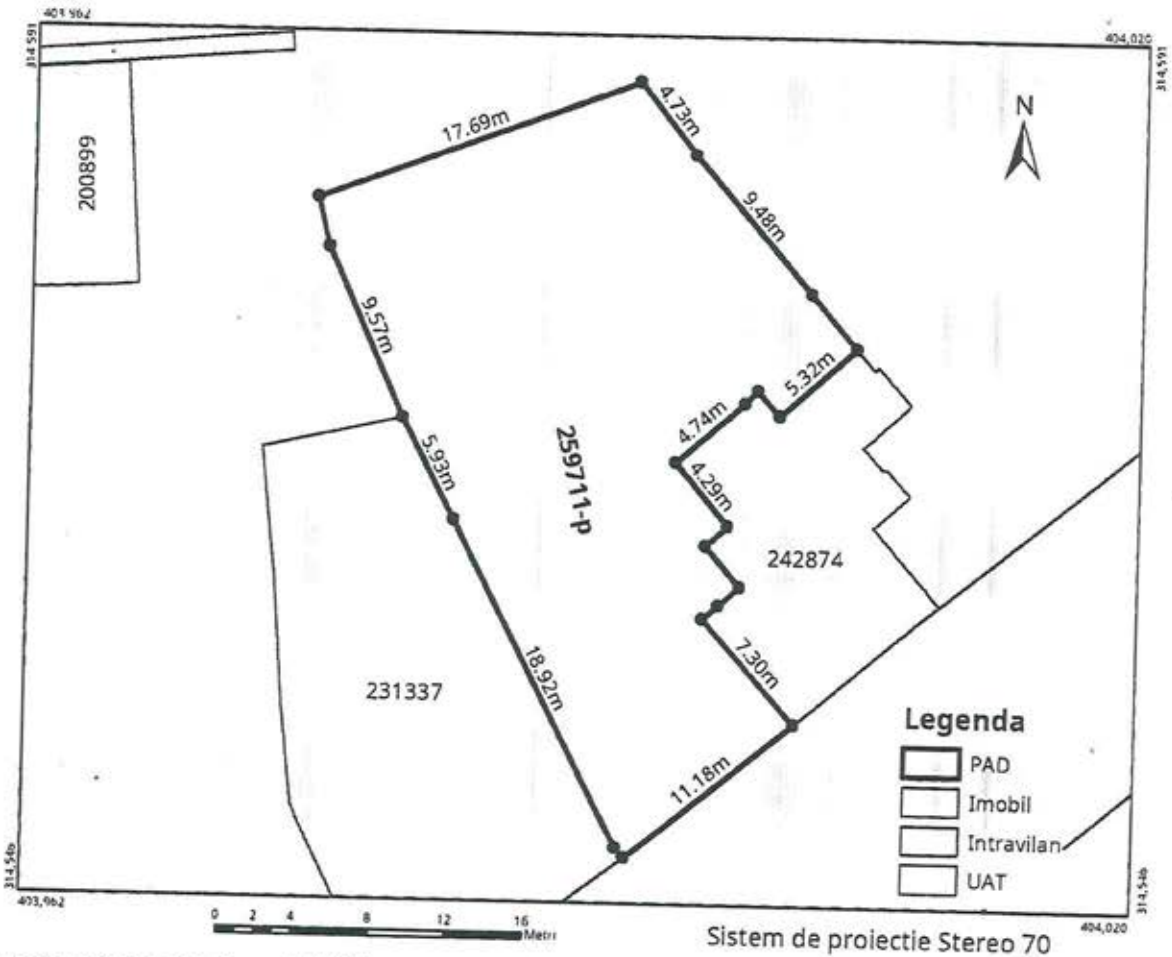 403 962
404,020
314 591
314,591
N
17.69m
4.73m
200899
9.48m
9.57m
5.32m
4.74m
259711-p
4.29m
5.93m
242874
18.92m
7.30m
231337
11.18m
Legenda
PAD
Imobil
Intravilan
UAT
314,546
314,546
403,962
404,020
0 2 4 8 12 16
Metri
Sistem de proiectie Stereo 70